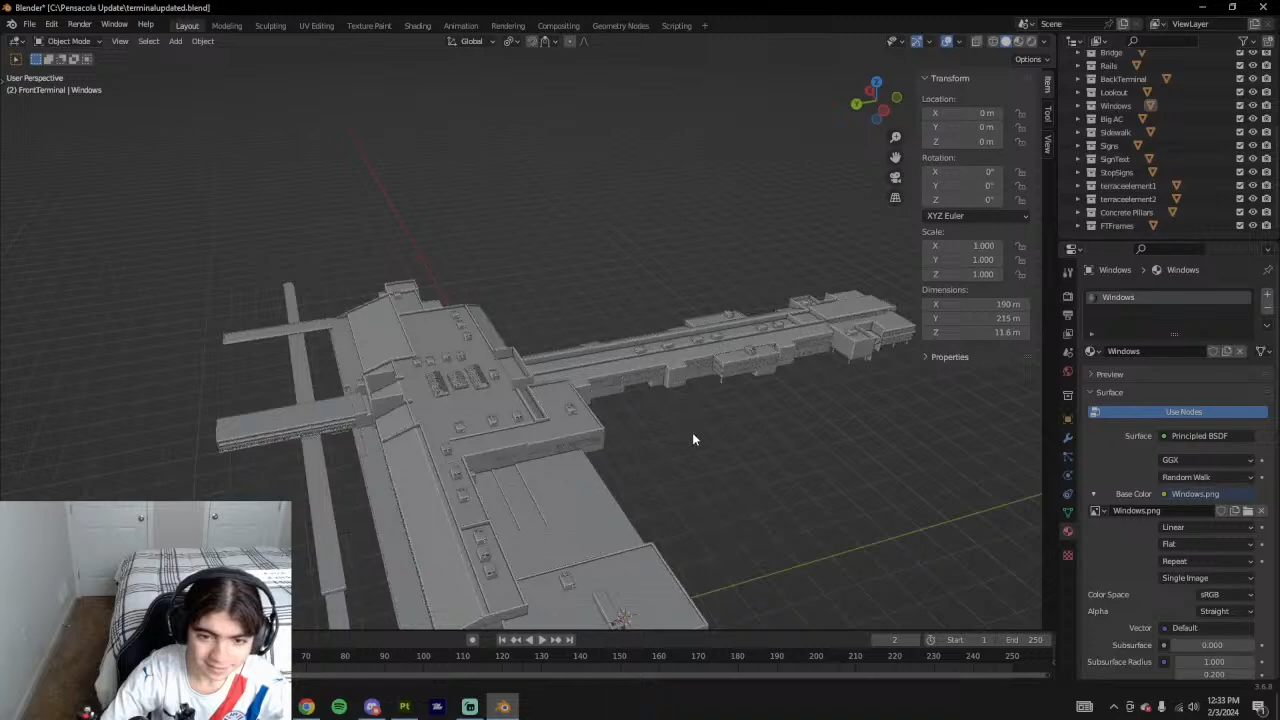 Blender* [C:\Pensacola Update\terminalupdated.blend]
File Edit Render Window Help Layout Modeling Sculpting UV Editing Texture Paint Shading Animation Rendering Compositing Geometry Nodes Scripting + Scene ViewLayer
Object Mode View Select Add Object Global
Options
User Perspective
(2) FrontTerminal | Windows
Transform
Location:
X 0 m
Y 0 m
Z 0 m
Rotation:
X 0°
Y 0°
Z 0°
XYZ Euler
Scale:
X 1.000
Y 1.000
Z 1.000
Dimensions:
X 190 m
Y 215 m
Z 11.6 m
Properties
Item
Tool
View
Z
Y
Bridge
Rails
BackTerminal
Lookout
Windows
Big AC
Sidewalk
Signs
SignText
StopSigns
terraceelement1
terraceelement2
Concrete Pillars
FTFrames
Windows Windows
Windows
Windows
Preview
Surface
Use Nodes
Surface Principled BSDF
GGX
Random Walk
Base Color Windows.png
Windows.png
Linear
Flat
Repeat
Single Image
Color Space sRGB
Alpha Straight
Vector Default
Subsurface 0.000
Subsurface Radius 1.000
0.200
2 Start 1 End 250
70 80 90 100 110 120 130 140 150 160 170 180 190 200 210 220 230 240 250
3.6.8
12:33 PM
2/3/2024